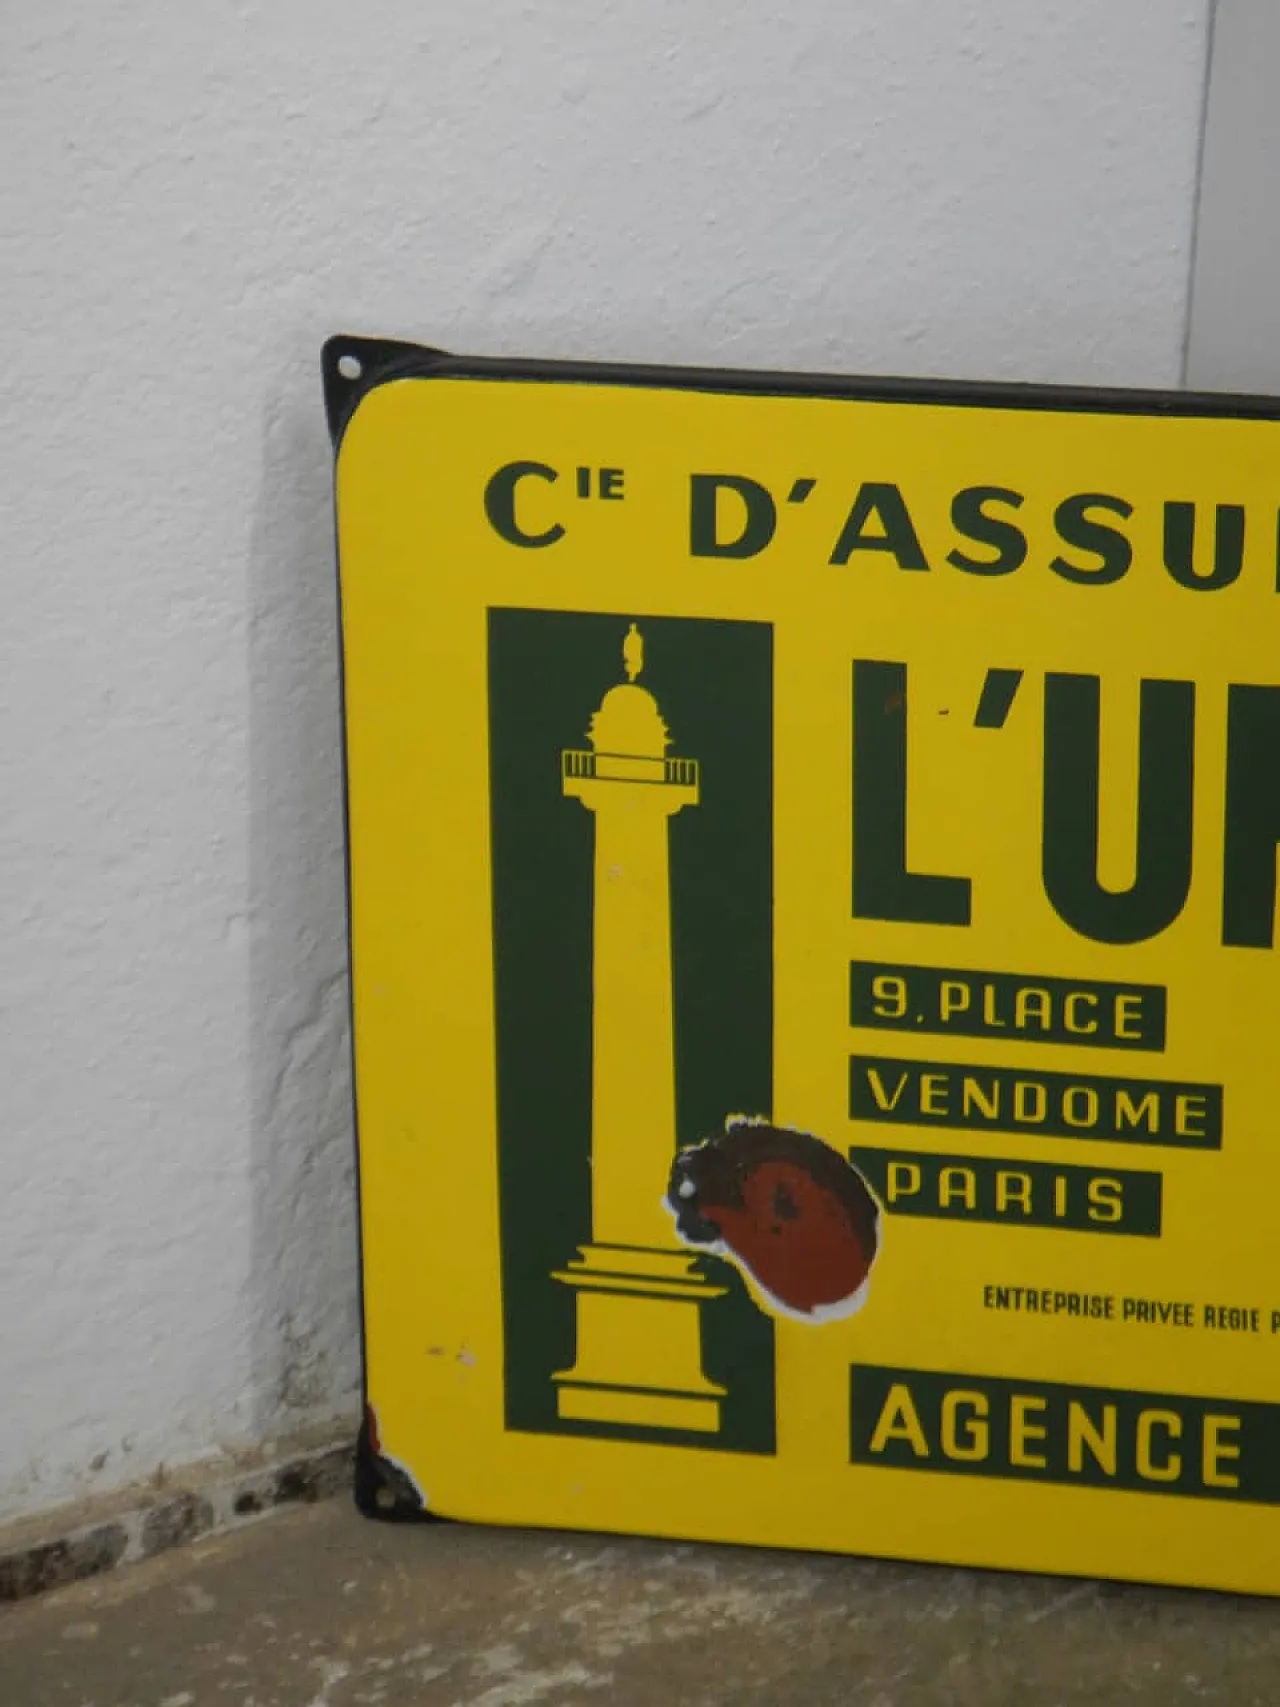 CIE D'ASSU
L'U
9. PLACE
VENDOME
PARIS
ENTREPRISE PRIVEE REGIE P
AGENCE